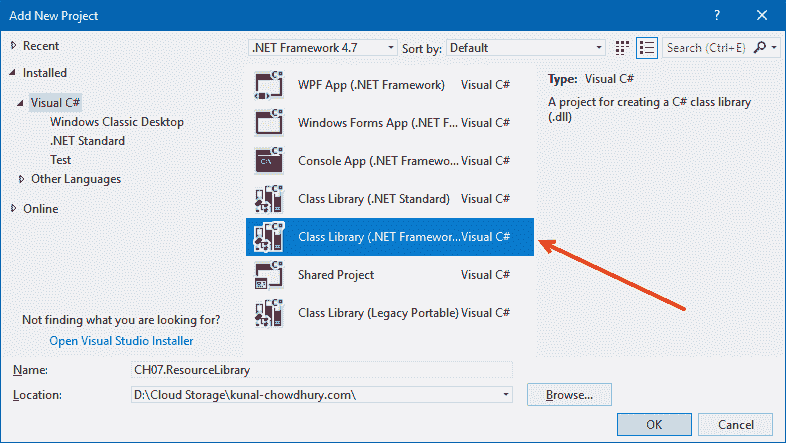 Add New Project
?
Recent
Installed
Visual C#
Windows Classic Desktop
.NET Standard
Test
Other Languages
Online
Not finding what you are looking for?
Open Visual Studio Installer
.NET Framework 4.7
Sort by: Default
Search (Ctrl+E)
WPF App (.NET Framework) Visual C#
Windows Forms App (.NET F... Visual C#
Console App (.NET Framewo... Visual C#
Class Library (.NET Standard) Visual C#
Class Library (.NET Framewor... Visual C#
Shared Project Visual C#
Class Library (Legacy Portable) Visual C#
Type: Visual C#
A project for creating a C# class library
(.dll)
Name: CH07.ResourceLibrary
Location: D:\Cloud Storage\kunal-chowdhury.com\
Browse...
OK Cancel